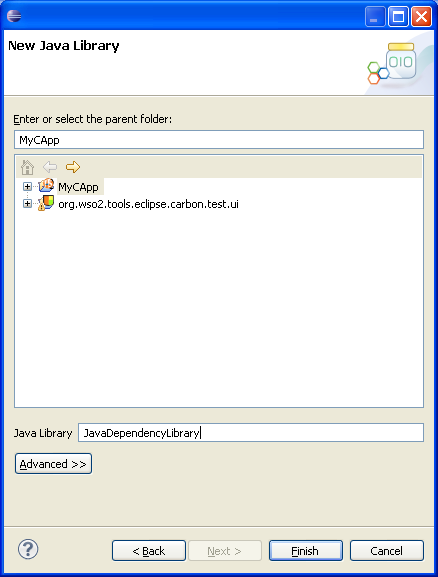 New Java Library
OIO
Enter or select the parent folder:
MyCApp
MyCApp
org.wso2.tools.eclipse.carbon.test.ui
Java Library JavaDependencyLibrary
Advanced >>
? < Back Next > Finish Cancel